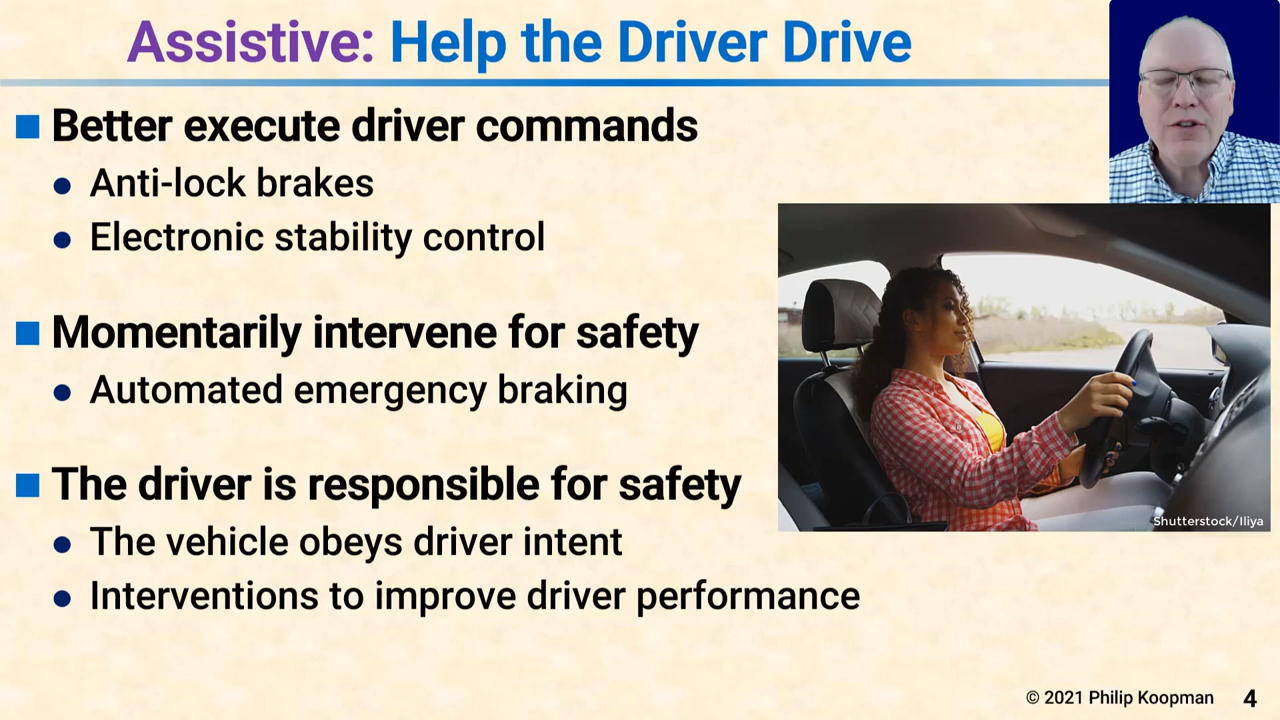 Assistive: Help the Driver Drive
Better execute driver commands
Anti-lock brakes
Electronic stability control
Momentarily intervene for safety
Automated emergency braking
The driver is responsible for safety
The vehicle obeys driver intent
Interventions to improve driver performance
Shutterstock/Iliya
© 2021 Philip Koopman 4